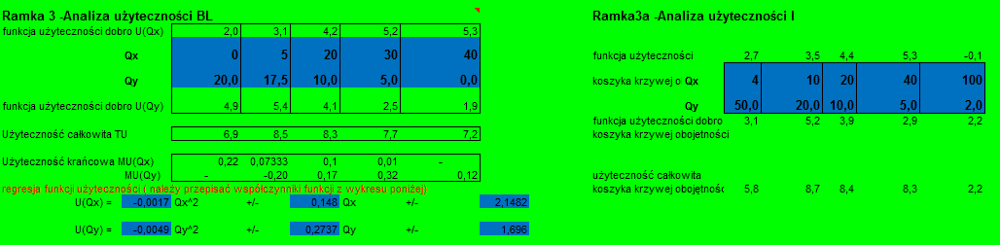 Ramka 3 -Analiza użyteczności BL
funkcja użyteczności dobro U(Qx) 2,0 3,1 4,2 5,2 5,3
Qx 0 5 20 30 40
Qy 20,0 17,5 10,0 5,0 0,0
funkcja użyteczności dobro U(Qy) 4,9 5,4 4,1 2,5 1,9
Użyteczność całkowita TU 6,9 8,5 8,3 7,7 7,2
Użyteczność krańcowa MU(Qx) 0,22 0,07333 0,1 0,01 -
MU(Qy) - -0,20 0,17 0,32 0,12
regresja funkcji użyteczności ( należy przepisać współczynniki funkcji z wykresu poniżej)
U(Qx) = -0,0017 Qx^2 +/- 0,148 Qx +/- 2,1482
U(Qy) = -0,0049 Qy^2 +/- 0,2737 Qy +/- 1,696
Ramka3a -Analiza użyteczności I
funkcja użyteczności 2,7 3,5 4,4 5,3 -0,1
koszyka krzywej o Qx 4 10 20 40 100
Qy 50,0 20,0 10,0 5,0 2,0
funkcja użyteczności dobro 3,1 5,2 3,9 2,9 2,2
koszyka krzywej obojętności
użyteczność całkowita
koszyka krzywej obojętnośc 5,8 8,7 8,4 8,3 2,2